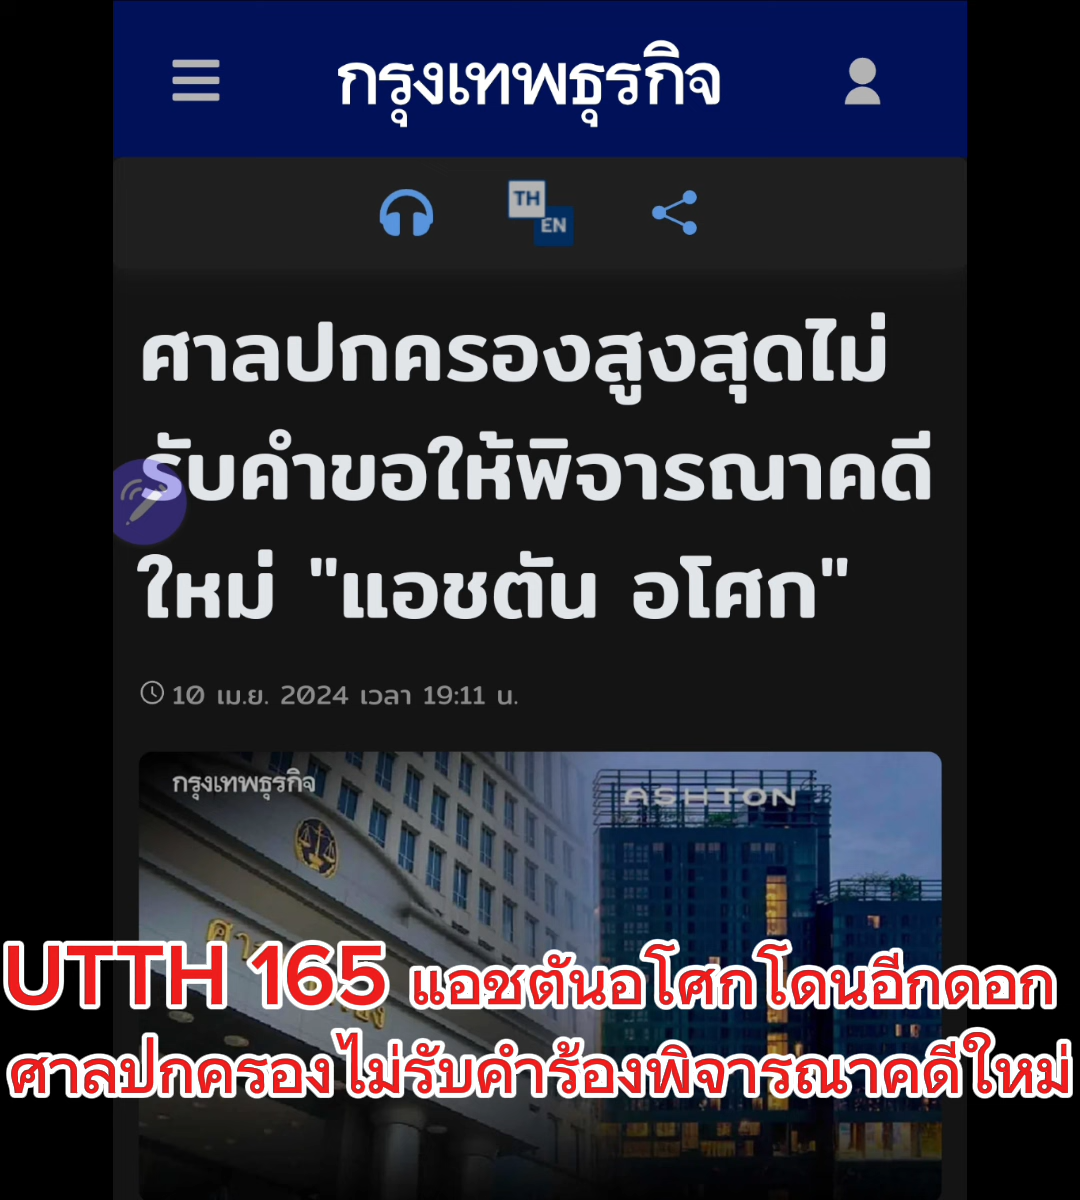 กรุงเทพธุรกิจ
TH
EN
ศาลปกครองสูงสุดไม่
รับคำขอให้พิจารณาคดี
ใหม่ "แอชตัน อโศก"
10 เม.ย. 2024 เวลา 19:11 น.
กรุงเทพธุรกิจ
ASHTON
UTTH 165 แอชตันอโศกโดนอีกดอก
ศาลปกครองไม่รับคำร้องพิจารณาคดีใหม่